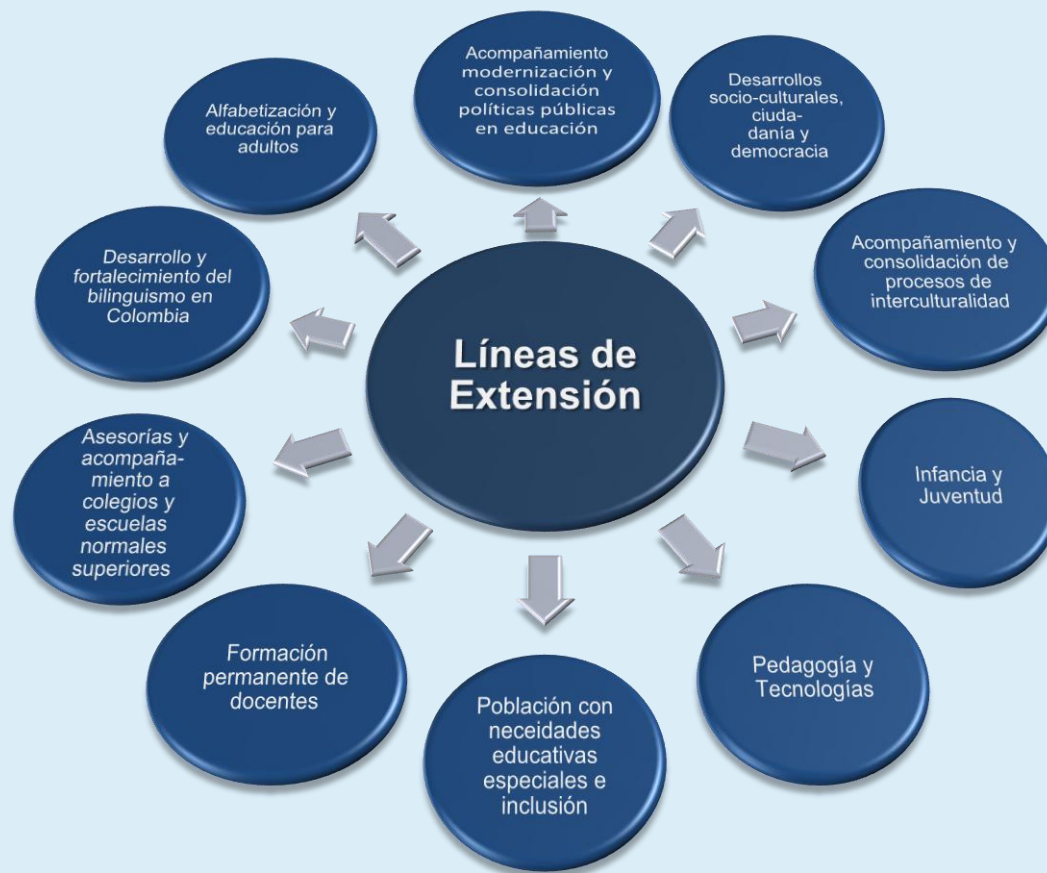 Acompañamiento
modernización y
consolidación
políticas públicas
en educación
Desarrollos
socio-culturales,
ciuda-
danía y
democracia
Acompañamiento y
consolidación de
procesos de
interculturalidad
Infancia y
Juventud
Pedagogía y
Tecnologías
Población con
neceidades
educativas
especiales e
inclusión
Formación
permanente de
docentes
Asesorías y
acompaña-
miento a
colegios y
escuelas
normales
superiores
Desarrollo y
fortalecimiento del
bilinguismo en
Colombia
Alfabetización y
educación para
adultos
Líneas de
Extensión